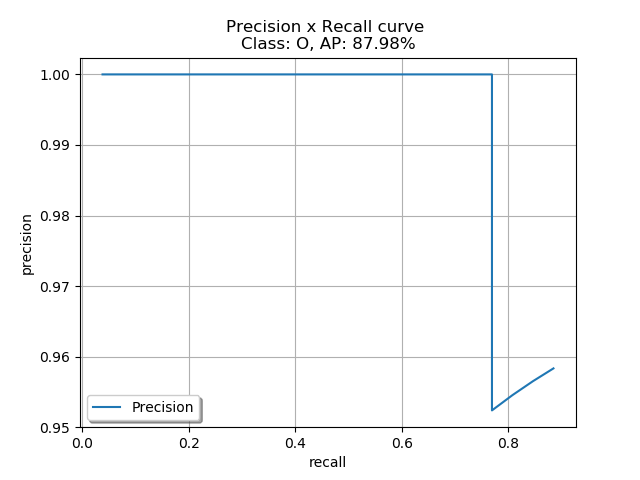 Precision x Recall curve
Class: O, AP: 87.98%
1.00
0.99
0.98
0.97
0.96
0.95
precision
Precision
0.0 0.2 0.4 0.6 0.8
recall